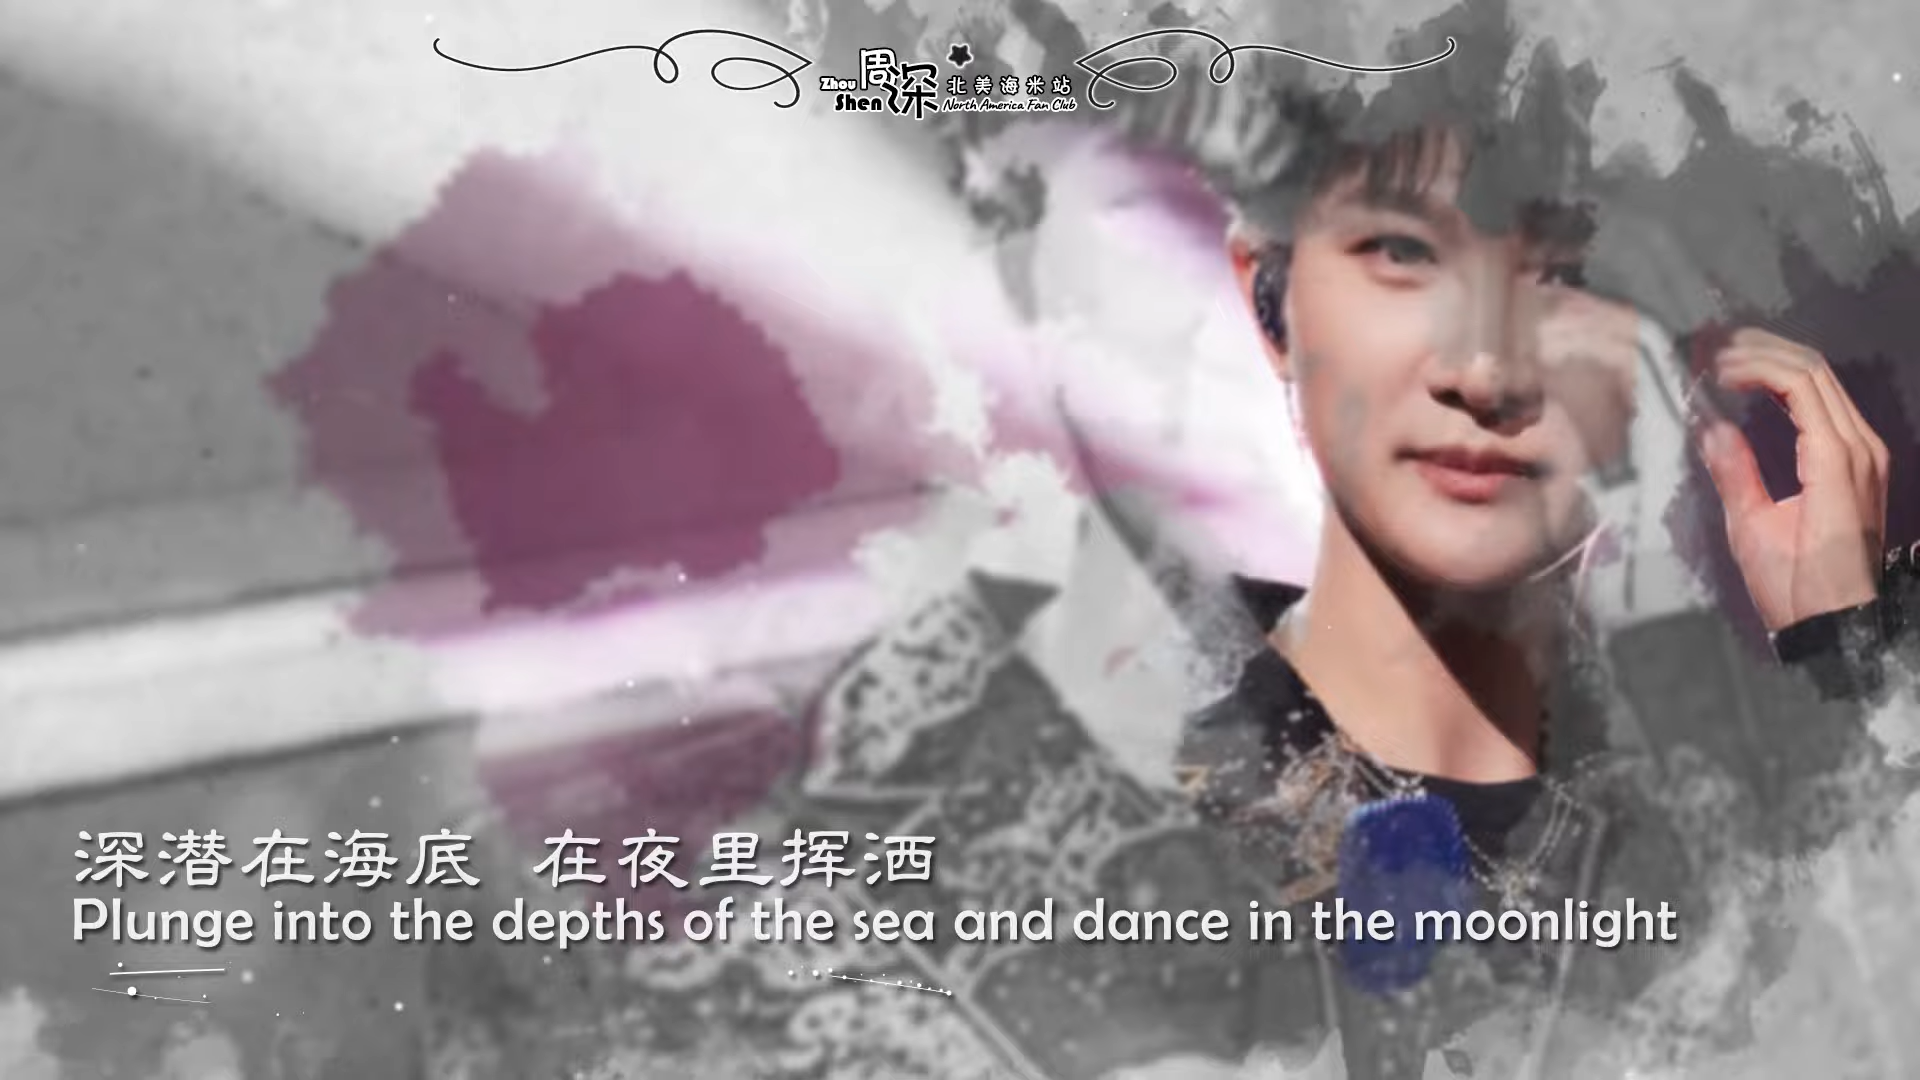 Zhou Shen 周深 北美海米站
North America Fan Club
深潜在海底 在夜里挥洒
Plunge into the depths of the sea and dance in the moonlight